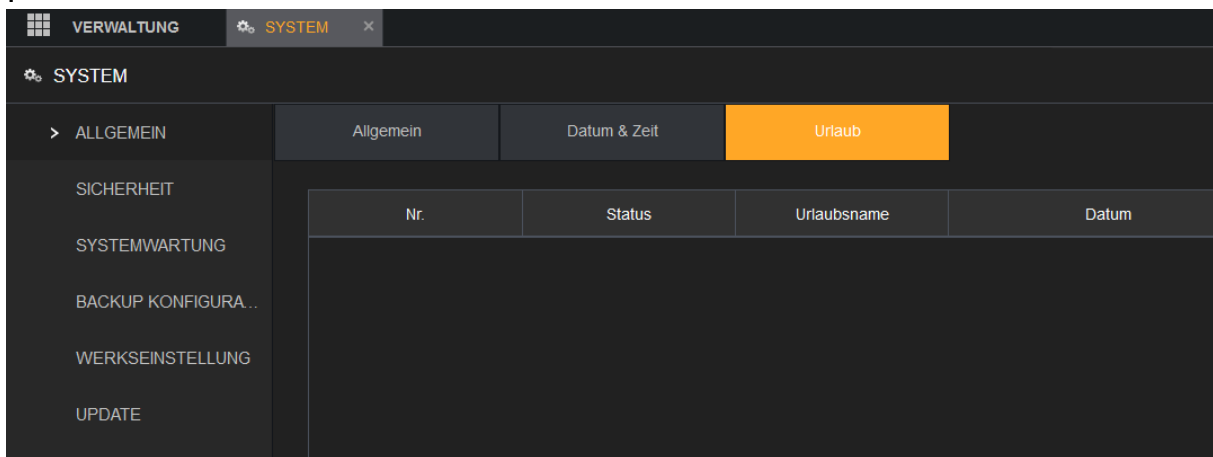 VERWALTUNG SYSTEM ×
SYSTEM
> ALLGEMEIN Allgemein Datum & Zeit Urlaub
SICHERHEIT
Nr. Status Urlaubsname Datum
SYSTEMWARTUNG
BACKUP KONFIGURA...
WERKSEINSTELLUNG
UPDATE